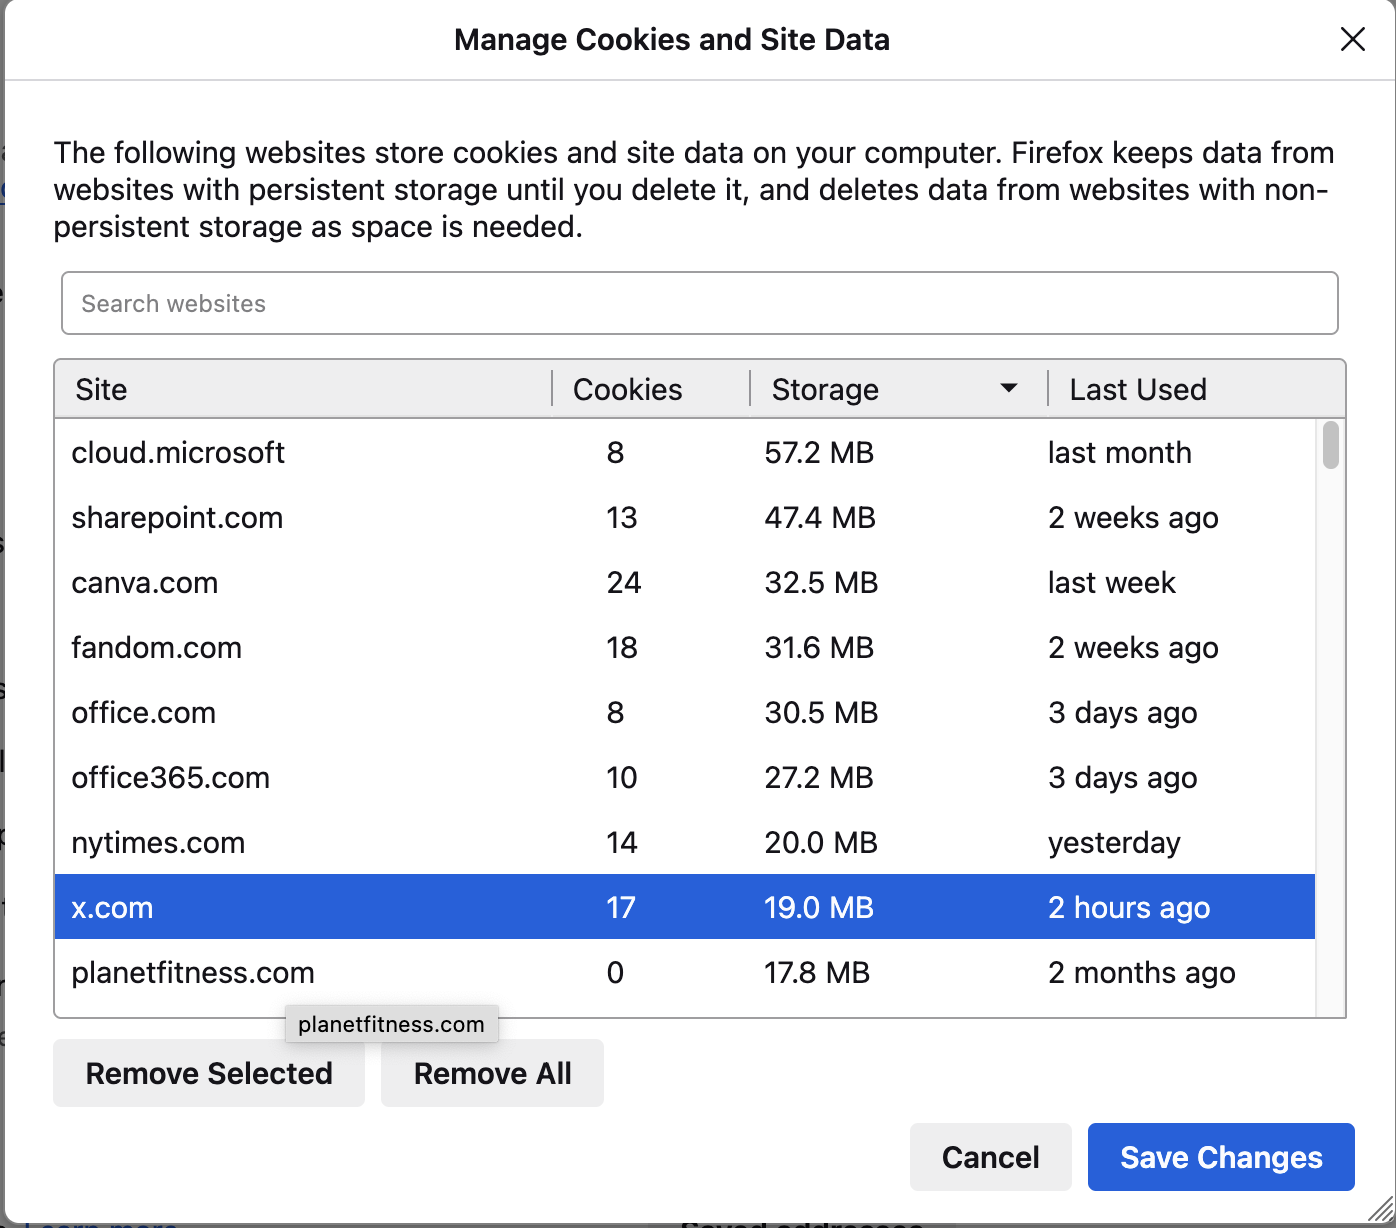 Manage Cookies and Site Data
The following websites store cookies and site data on your computer. Firefox keeps data from
websites with persistent storage until you delete it, and deletes data from websites with non-
persistent storage as space is needed.
Search websites
Site Cookies Storage Last Used
cloud.microsoft 8 57.2 MB last month
sharepoint.com 13 47.4 MB 2 weeks ago
canva.com 24 32.5 MB last week
fandom.com 18 31.6 MB 2 weeks ago
office.com 8 30.5 MB 3 days ago
office365.com 10 27.2 MB 3 days ago
nytimes.com 14 20.0 MB yesterday
x.com 17 19.0 MB 2 hours ago
planetfitness.com 0 17.8 MB 2 months ago
planetfitness.com
Remove Selected Remove All
Cancel Save Changes